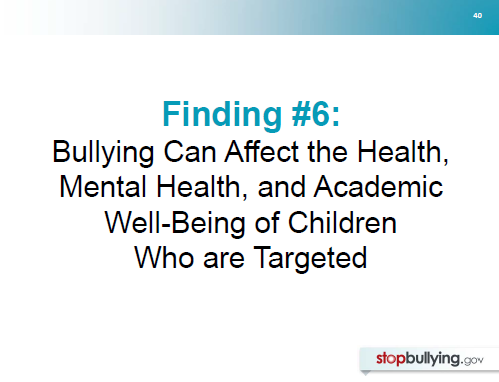 40
Finding #6:
Bullying Can Affect the Health,
Mental Health, and Academic
Well-Being of Children
Who are Targeted
stopbullying.gov